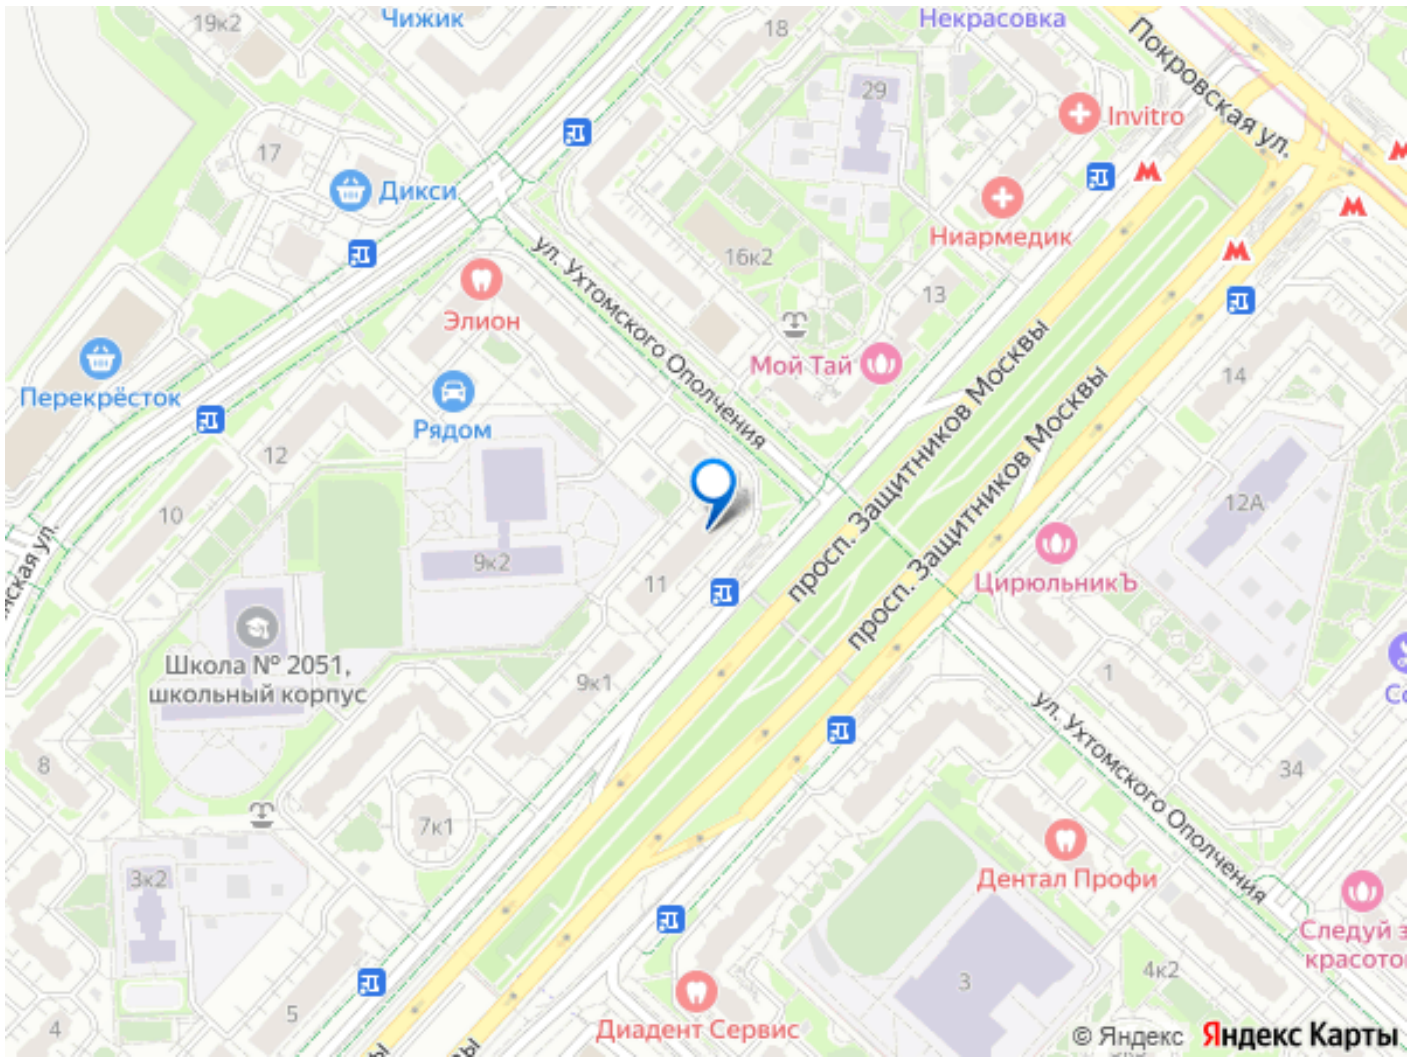 19к2
Чижик
18
Некрасовка
Покровская ул.
29
Invitro
17
Дикси
Ниармедик
16к2
13
ул. Ухтомского Ополчения
Элион
Мой Тай
просп. Защитников Москвы
Перекрёсток
Рядом
14
12
просп. Защитников Москвы
10
12А
9к2
11
ЦирюльникЪ
Школа № 2051,
школьный корпус
9к1
1
ул. Ухтомского Ополчения
8
34
7к1
Дентал Профи
3к2
Следуй з
красото
3
4к2
5
4
Диадент Сервис
© Яндекс Яндекс Карты